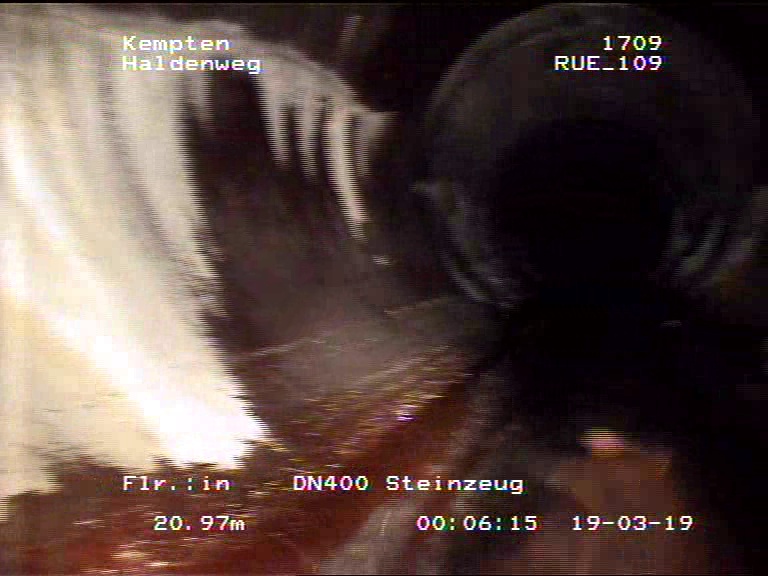 Kempten 1709
Haldenweg RUE_109
Flr.:in DN400 Steinzeug
20.97m 00:06:15 19-03-19